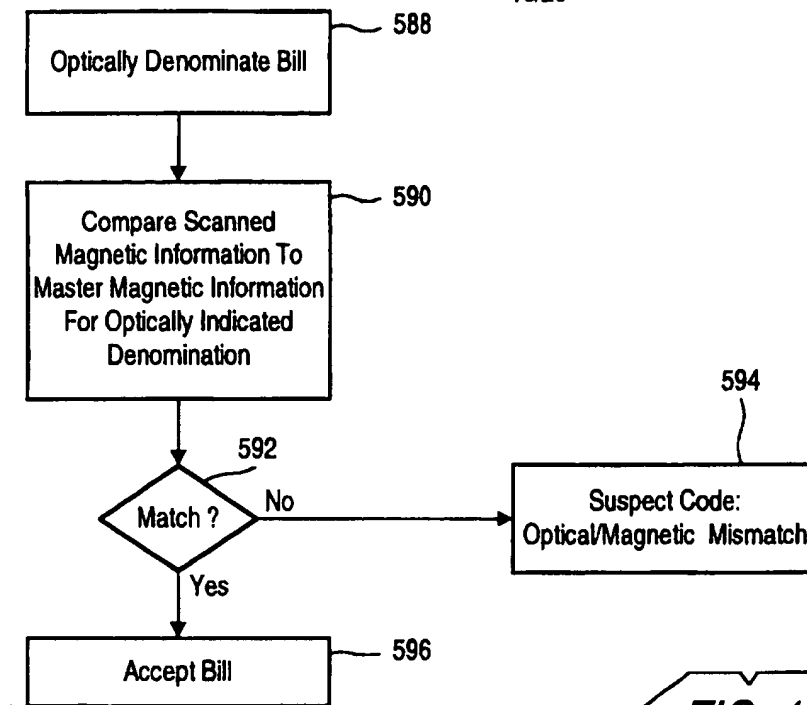 588
Optically Denominate Bill
590
Compare Scanned
Magnetic Information To
Master Magnetic Information
For Optically Indicated
Denomination
594
592
Match ?
No
Suspect Code:
Optical/Magnetic Mismatch
Yes
596
Accept Bill